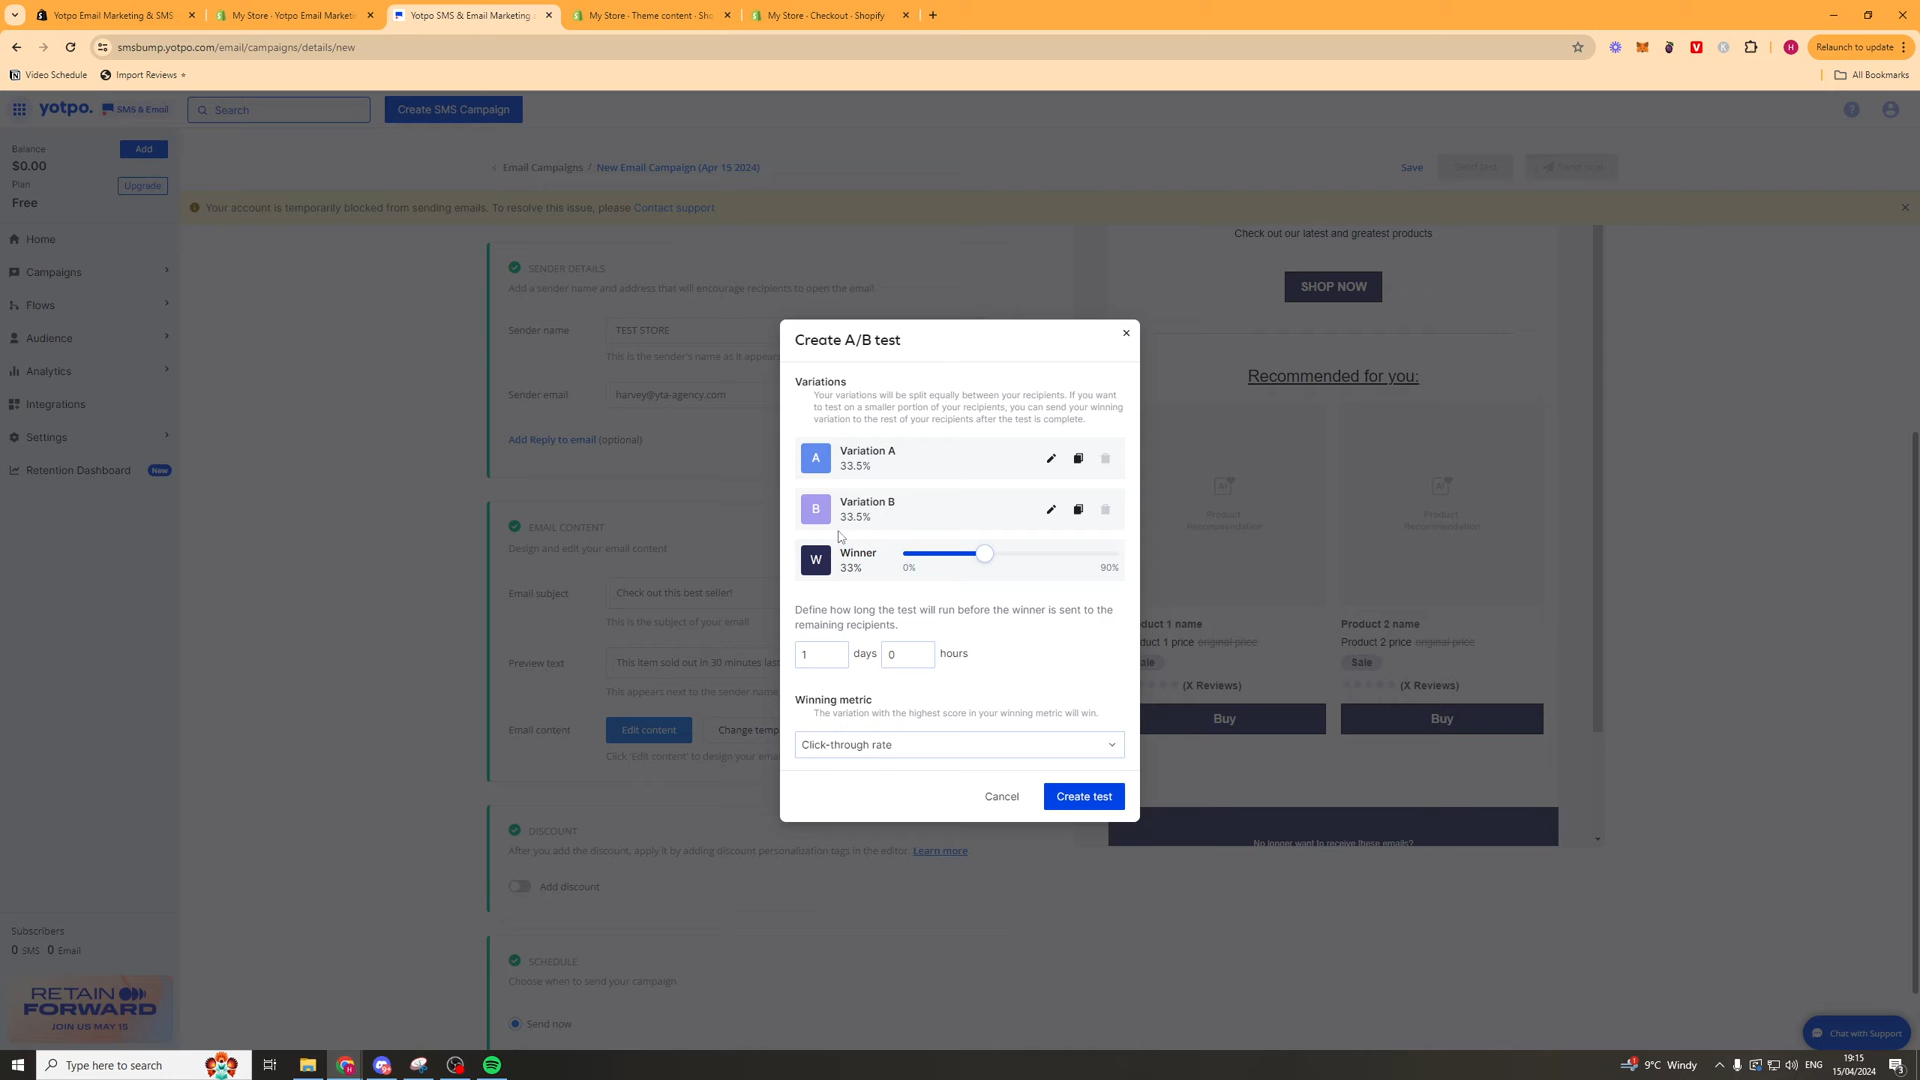 Yotpo Email Marketing & SMS
My Store · Yotpo Email Marketi
Yotpo SMS & Email Marketing
My Store · Theme content · Sho
My Store · Checkout · Shopify
smsbump.yotpo.com/email/campaigns/details/new
Relaunch to update
Video Schedule
Import Reviews
All Bookmarks
yotpo. SMS & Email
Search
Create SMS Campaign
Balance
$0.00
Add
Plan
Free
Upgrade
Email Campaigns / New Email Campaign (Apr 15 2024)
Save
Send test
Send now
Your account is temporarily blocked from sending emails. To resolve this issue, please Contact support
Home
Campaigns
Flows
Audience
Analytics
Integrations
Settings
Retention Dashboard New
SENDER DETAILS
Add a sender name and address that will encourage recipients to open the email.
Sender name
TEST STORE
This is the sender's name as it appears
Sender email
harvey@yta-agency.com
Add Reply to email (optional)
EMAIL CONTENT
Design and edit your email content
Email subject
Check out this best seller!
This is the subject of your email
Preview text
This item sold out in 30 minutes last
This appears next to the sender name
Email content
Edit content
Change temp
Click 'Edit content' to design your ema
DISCOUNT
After you add the discount, apply it by adding discount personalization tags in the editor. Learn more
Add discount
SCHEDULE
Choose when to send your campaign
Send now
Create A/B test
Variations
Your variations will be split equally between your recipients. If you want
to test on a smaller portion of your recipients, you can send your winning
variation to the rest of your recipients after the test is complete.
A
Variation A
33.5%
B
Variation B
33.5%
W
Winner
33%
0%
90%
Define how long the test will run before the winner is sent to the
remaining recipients.
1 days 0 hours
Winning metric
The variation with the highest score in your winning metric will win.
Click-through rate
Cancel
Create test
Check out our latest and greatest products
SHOP NOW
Recommended for you:
AI
Product
Recommendation
AI
Product
Recommendation
duct 1 name
duct 1 price original price
ale
(X Reviews)
Buy
Product 2 name
Product 2 price original price
Sale
(X Reviews)
Buy
No longer want to receive these emails?
Subscribers
0 SMS 0 Email
RETAIN
FORWARD
JOIN US MAY 15
Chat with Support
Type here to search
9°C Windy
ENG
19:15
15/04/2024